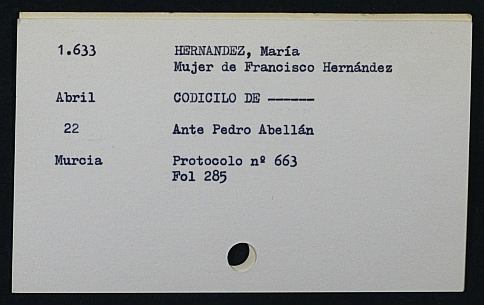 1.633 HERNANDEZ, María
Mujer de Francisco Hernández
Abril CODICILO DE ------
22 Ante Pedro Abellán
Murcia Protocolo nº 663
Fol 285